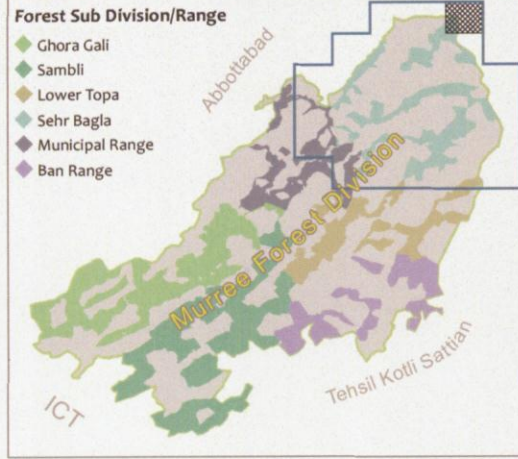 Forest Sub Division/Range
Ghora Gali
Sambli
Lower Topa
Sehr Bagla
Municipal Range
Ban Range
Abbottabad
Murree Forest Division
Tehsil Kotli Sattian
ICT